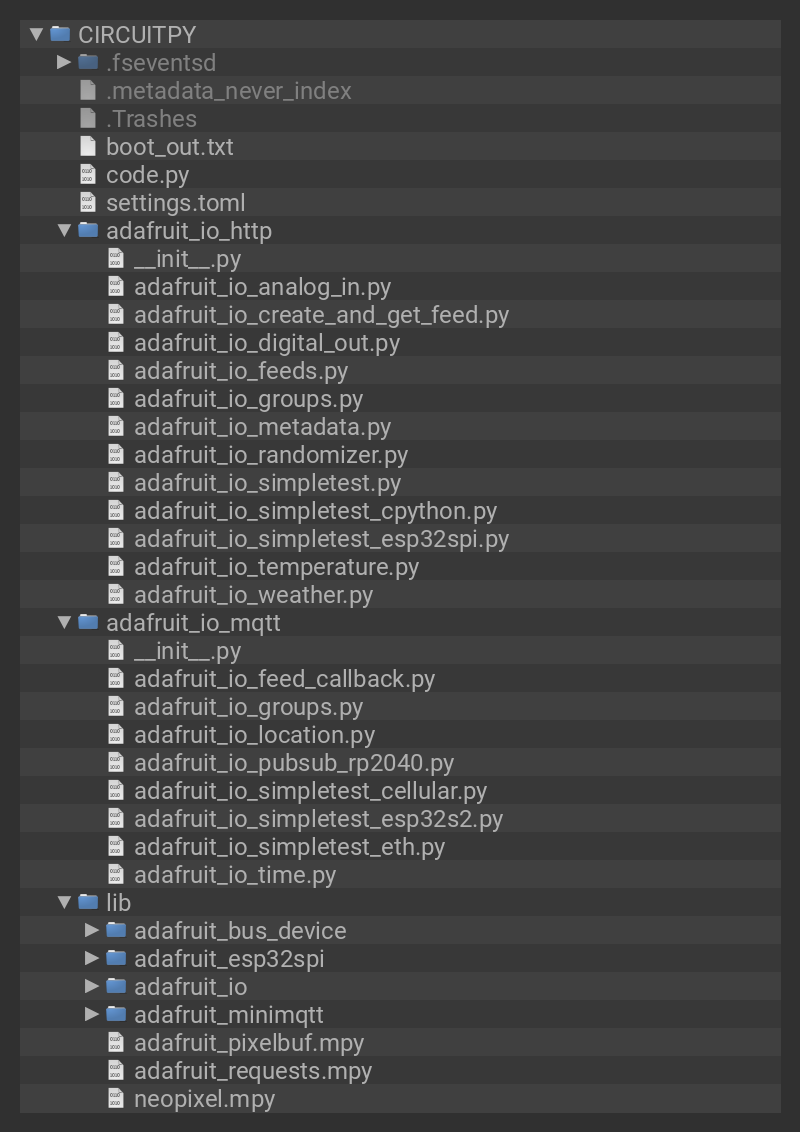 CIRCUITPY
.fseventsd
.metadata_never_index
.Trashes
boot_out.txt
code.py
settings.toml
adafruit_io_http
__init__.py
adafruit_io_analog_in.py
adafruit_io_create_and_get_feed.py
adafruit_io_digital_out.py
adafruit_io_feeds.py
adafruit_io_groups.py
adafruit_io_metadata.py
adafruit_io_randomizer.py
adafruit_io_simpletest.py
adafruit_io_simpletest_cpython.py
adafruit_io_simpletest_esp32spi.py
adafruit_io_temperature.py
adafruit_io_weather.py
adafruit_io_mqtt
__init__.py
adafruit_io_feed_callback.py
adafruit_io_groups.py
adafruit_io_location.py
adafruit_io_pubsub_rp2040.py
adafruit_io_simpletest_cellular.py
adafruit_io_simpletest_esp32s2.py
adafruit_io_simpletest_eth.py
adafruit_io_time.py
lib
adafruit_bus_device
adafruit_esp32spi
adafruit_io
adafruit_minimqtt
adafruit_pixelbuf.mpy
adafruit_requests.mpy
neopixel.mpy